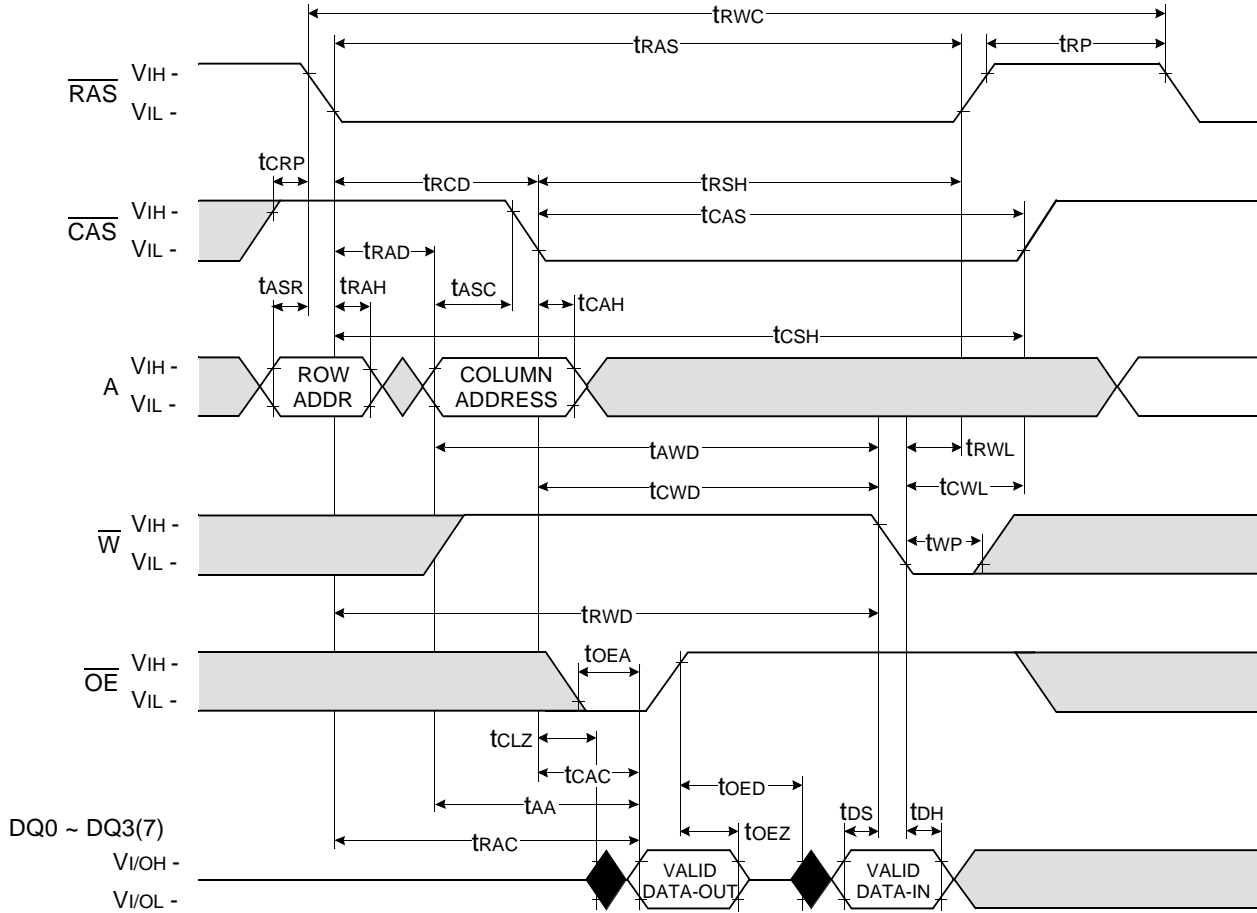 tRWC
tRAS
tRP
RAS
VIH -
VIL -
tCRP
tRCD
tRSH
CAS
VIH -
VIL -
tCAS
tRAD
tASR
tRAH
tASC
tCAH
tCSH
A
VIH -
VIL -
ROW
ADDR
COLUMN
ADDRESS
tAWD
tRWL
tCWD
tCWL
W
VIH -
VIL -
tWP
tRWD
OE
VIH -
VIL -
tOEA
tCLZ
tCAC
tOED
tAA
tDS
tDH
DQ0 ~ DQ3(7)
tRAC
tOEZ
VI/OH -
VI/OL -
VALID
DATA-OUT
VALID
DATA-IN